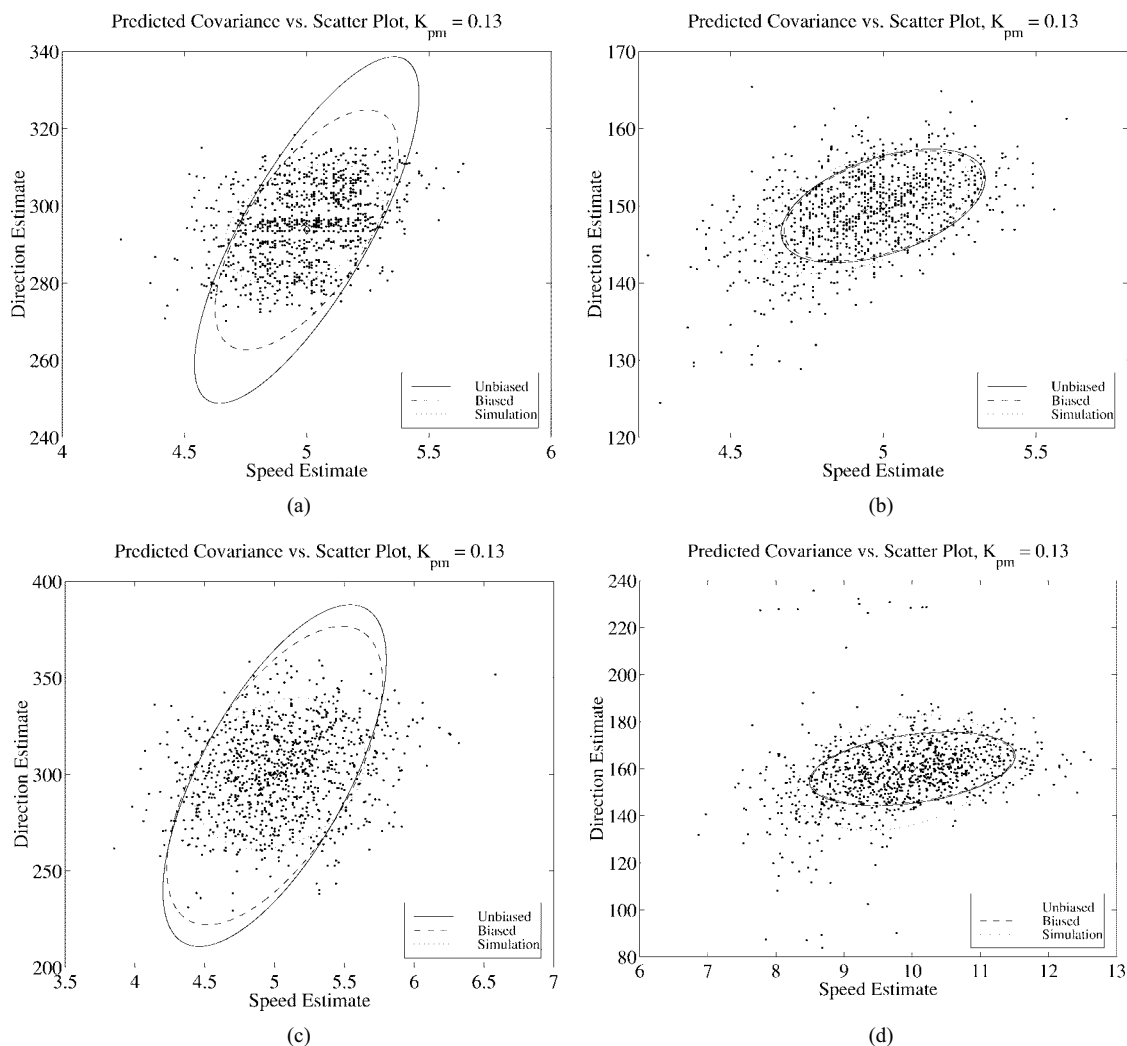 Predicted Covariance vs. Scatter Plot, K_pm = 0.13
340
320
300
280
260
240
4
4.5
5
5.5
6
Direction Estimate
Speed Estimate
Unbiased
Biased
Simulation
(a)
Predicted Covariance vs. Scatter Plot, K_pm = 0.13
170
160
150
140
130
120
4.5
5
5.5
Direction Estimate
Speed Estimate
Unbiased
Biased
Simulation
(b)
Predicted Covariance vs. Scatter Plot, K_pm = 0.13
400
350
300
250
200
3.5
4
4.5
5
5.5
6
6.5
7
Direction Estimate
Speed Estimate
Unbiased
Biased
Simulation
(c)
Predicted Covariance vs. Scatter Plot, K_pm = 0.13
240
220
200
180
160
140
120
100
80
6
7
8
9
10
11
12
13
Direction Estimate
Speed Estimate
Unbiased
Biased
Simulation
(d)